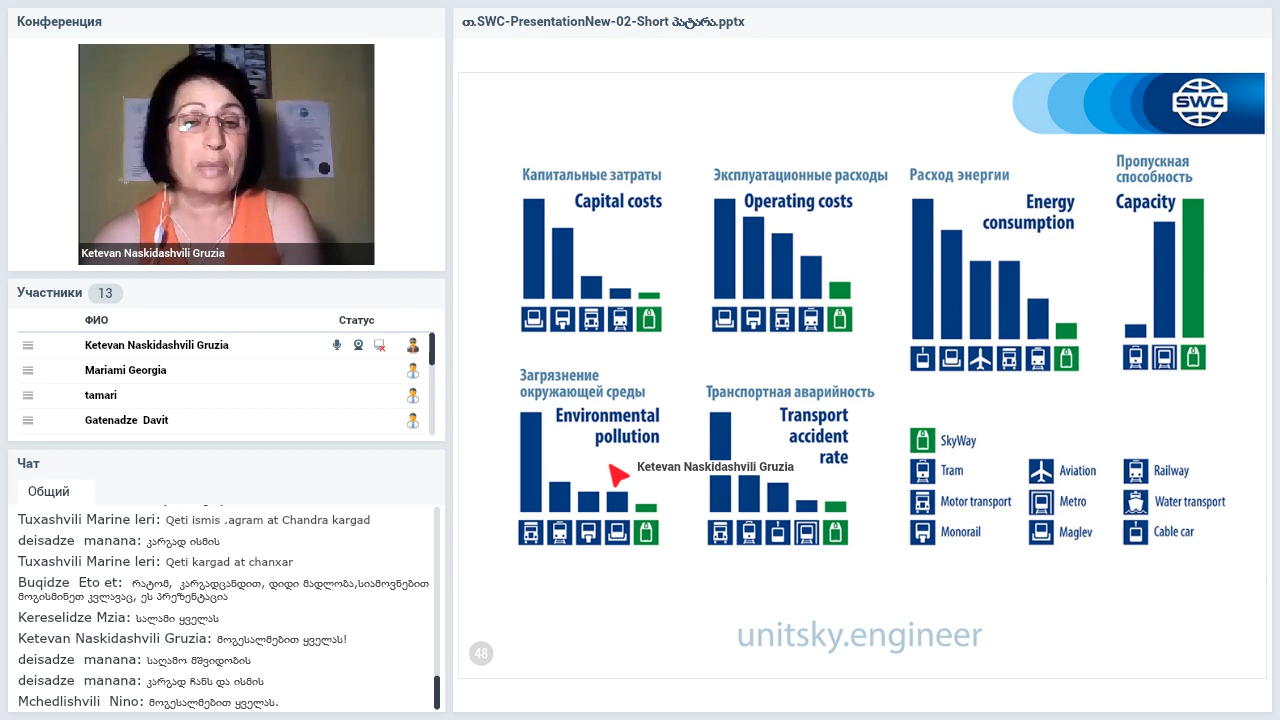 Конференция
Ketevan Naskidashvili Gruzia
Участники 13
ФИО Статус
Ketevan Naskidashvili Gruzia
Mariami Georgia
tamari
Gatenadze Davit
Чат
Общий
Tuxashvili Marine leri: Qeti ismis .agram at Chandra kargad
deisadze manana: კარგად ისმის
Tuxashvili Marine leri: Qeti kargad at chanxar
Buqidze Eto et: რატომ, კარგადცანდით, დიდი მადლობა,სიამოვნებით
მოგისმინეთ კვლავაც, ეს პრეზენტაცია
Kereselidze Mzia: სალამი ყველას
Ketevan Naskidashvili Gruzia: მოგესალმებით ყველას!
deisadze manana: საღამო მშვიდობის
deisadze manana: კარგად ჩანს და ისმის
Mchedlishvili Nino: მოგესალმებით ყველას.
თ.SWC-PresentationNew-02-Short პატარა.pptx
SWC
Капитальные затраты
Capital costs
Эксплуатационные расходы
Operating costs
Расход энергии
Energy
consumption
Пропускная
способность
Capacity
Загрязнение
окружающей среды
Environmental
pollution
Транспортная аварийность
Transport
accident
rate
Ketevan Naskidashvili Gruzia
SkyWay
Tram Aviation Railway
Motor transport Metro Water transport
Monorail Maglev Cable car
unitsky.engineer
48